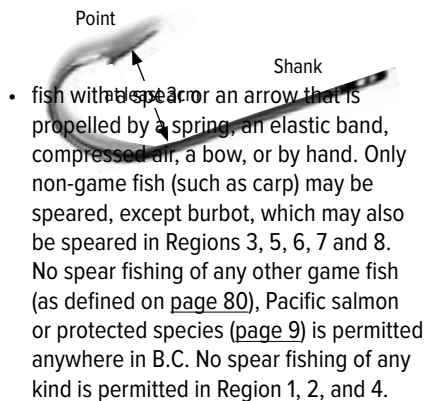 Point
Shank
at least 3cm
• fish with a spear or an arrow that is
propelled by a spring, an elastic band,
compressed air, a bow, or by hand. Only
non-game fish (such as carp) may be
speared, except burbot, which may also
be speared in Regions 3, 5, 6, 7 and 8.
No spear fishing of any other game fish
(as defined on page 80), Pacific salmon
or protected species (page 9) is permitted
anywhere in B.C. No spear fishing of any
kind is permitted in Region 1, 2, and 4.